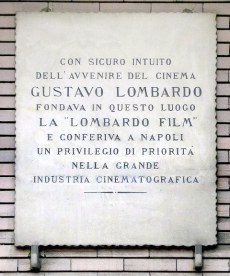 CON SICURO INTUITO
DELL'AVVENIRE DEL CINEMA
GUSTAVO LOMBARDO
FONDAVA IN QUESTO LUOGO
LA "LOMBARDO FILM"
E CONFERIVA A NAPOLI
UN PRIVILEGIO DI PRIORITA'
NELLA GRANDE
INDUSTRIA CINEMATOGRAFICA